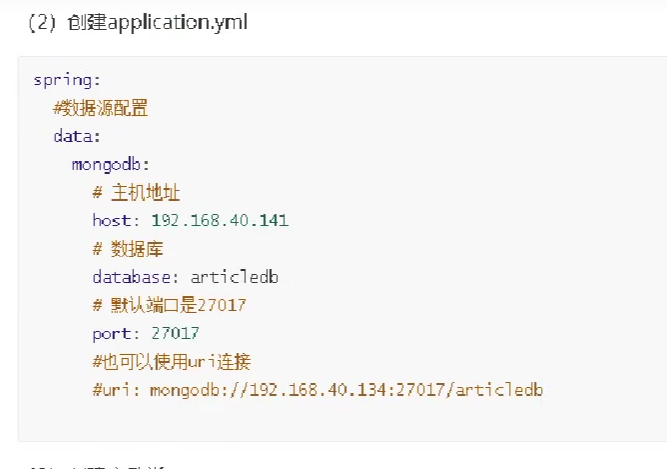 （2）创建application.yml
spring:
#数据源配置
data:
mongodb:
# 主机地址
host: 192.168.40.141
# 数据库
database: articledb
# 默认端口是27017
port: 27017
#也可以使用uri连接
#uri: mongodb://192.168.40.134:27017/articledb